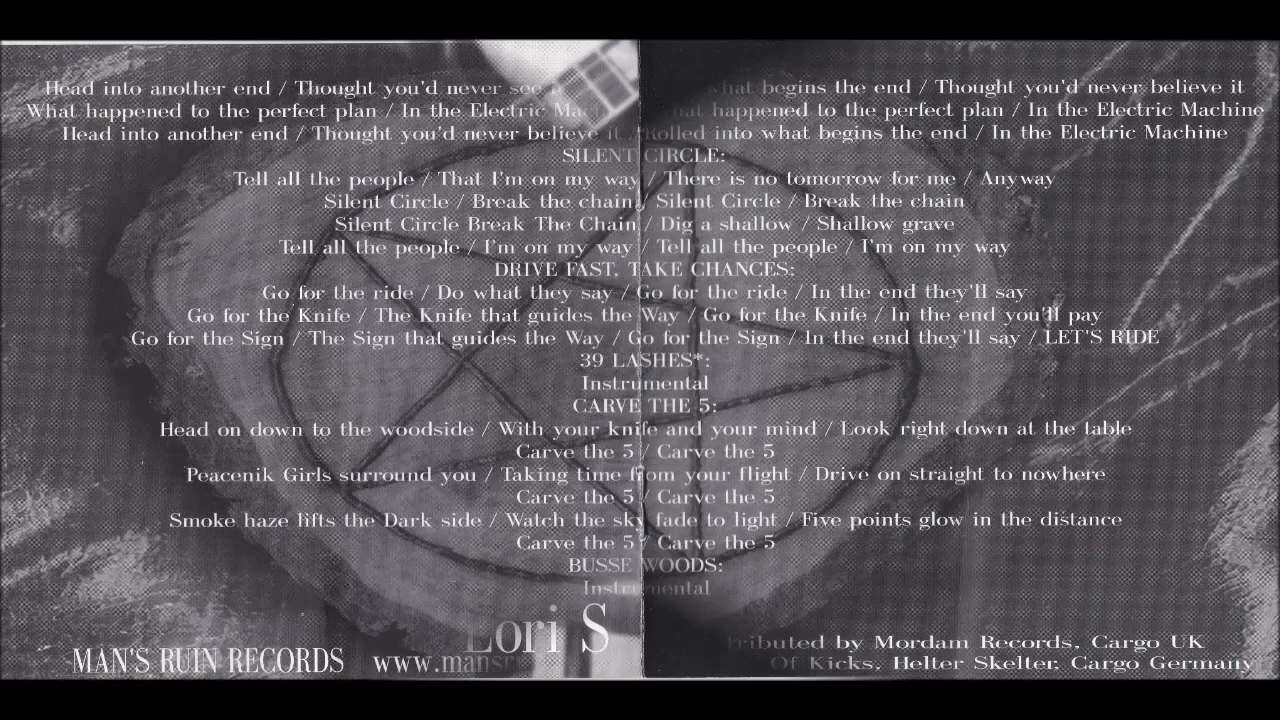 Head into another end / Thought you'd never see hat begins the end / Thought you'd never believe it
What happened to the perfect plan / In the Electric Mac hat happened to the perfect plan / In the Electric Machine
Head into another end / Thought you'd never believe it / Rolled into what begins the end / In the Electric Machine
SILENT CIRCLE:
Tell all the people / That I'm on my way / There is no tomorrow for me / Anyway
Silent Circle / Break the chain / Silent Circle / Break the chain
Silent Circle Break The Chain / Dig a shallow / Shallow grave
Tell all the people / I'm on my way / Tell all the people / I'm on my way
DRIVE FAST, TAKE CHANCES:
Go for the ride / Do what they say / Go for the ride / In the end they'll say
Go for the Knife / The Knife that guides the Way / Go for the Knife / In the end you'll pay
Go for the Sign / The Sign that guides the Way / Go for the Sign / In the end they'll say / LET'S RIDE
39 LASHES*:
Instrumental
CARVE THE 5:
Head on down to the woodside / With your knife and your mind / Look right down at the table
Carve the 5 / Carve the 5
Peacenik Girls surround you / Taking time from your flight / Drive on straight to nowhere
Carve the 5 / Carve the 5
Smoke haze lifts the Dark side / Watch the sky fade to light / Five points glow in the distance
Carve the 5 / Carve the 5
BUSSE WOODS:
Instrumental
Lori S
MAN'S RUIN RECORDS www.mansr
ributed by Mordam Records, Cargo UK
Of Kicks, Helter Skelter, Cargo Germany